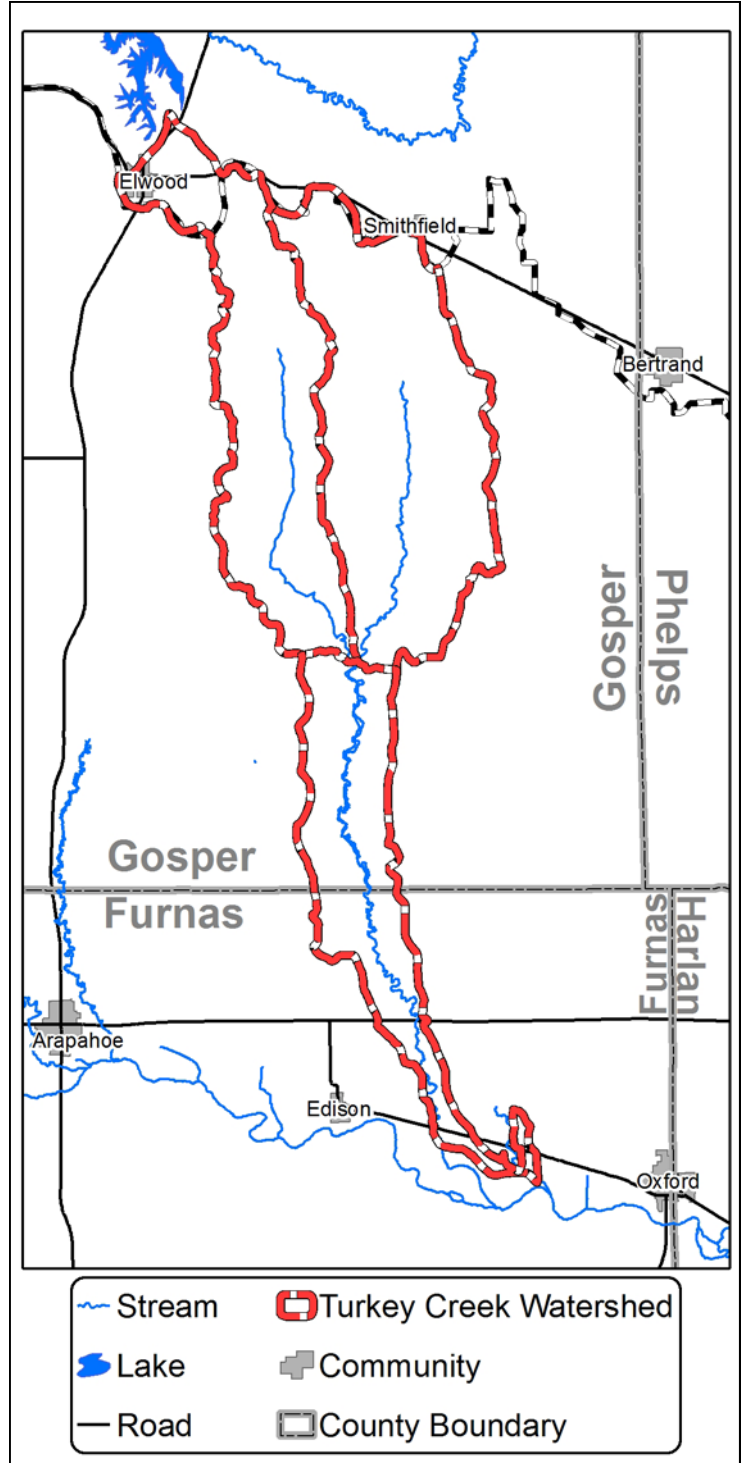 Elwood
Smithfield
Bertrand
Gosper
Phelps
Gosper
Furnas
Furnas
Harlan
Arapahoe
Edison
Oxford
Stream
Turkey Creek Watershed
Lake
Community
Road
County Boundary